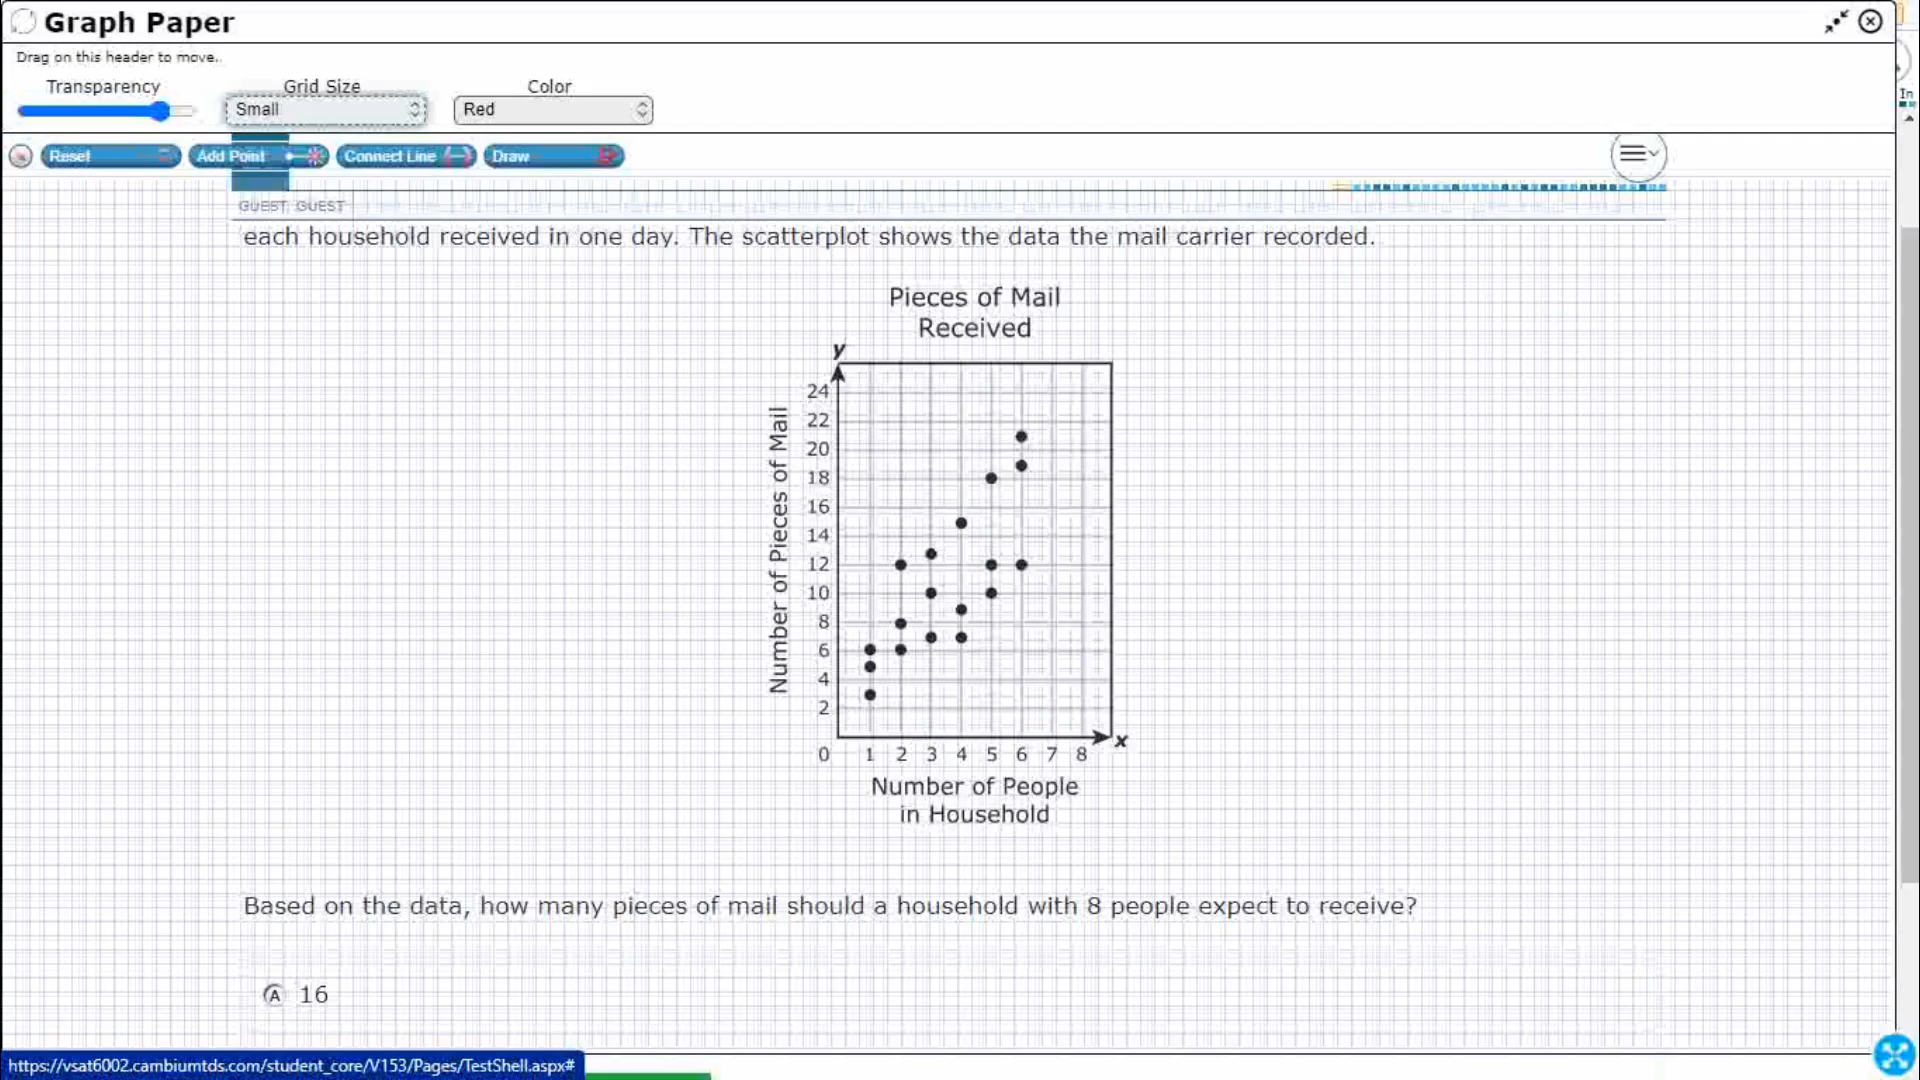 Graph Paper
Drag on this header to move..
Transparency
Grid Size
Color
Small
Red
In
Reset
Add Point
Connect Line
Draw
GUEST, GUEST
each household received in one day. The scatterplot shows the data the mail carrier recorded.
Pieces of Mail
Received
y
24
22
20
18
16
14
12
10
8
6
4
2
Number of Pieces of Mail
0 1 2 3 4 5 6 7 8 x
Number of People
in Household
Based on the data, how many pieces of mail should a household with 8 people expect to receive?
A 16
https://vsat6002.cambiumtds.com/student_core/V153/Pages/TestShell.aspx#